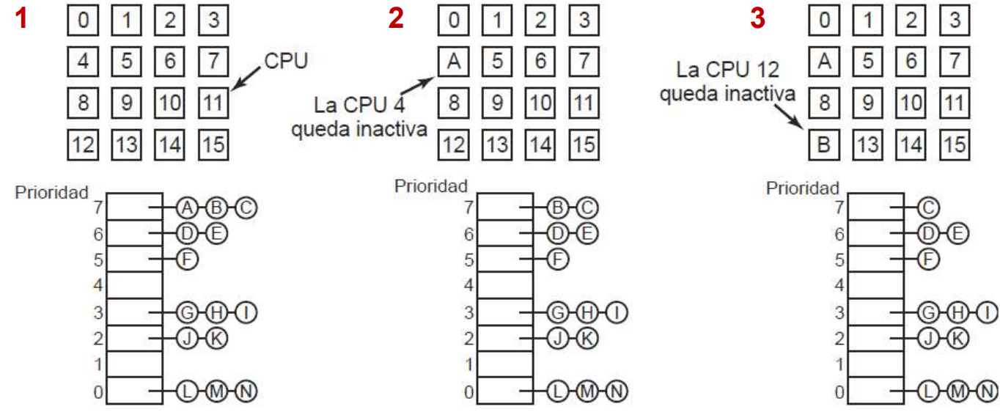 1
0 1 2 3
4 5 6 7
CPU
8 9 10 11
12 13 14 15
Prioridad
7 A B C
6 D E
5 F
4
3 G H I
2 J K
1
0 L M N
2
0 1 2 3
A 5 6 7
La CPU 4
queda inactiva
8 9 10 11
12 13 14 15
Prioridad
7 B C
6 D E
5 F
4
3 G H I
2 J K
1
0 L M N
3
0 1 2 3
A 5 6 7
La CPU 12
queda inactiva
8 9 10 11
B 13 14 15
Prioridad
7 C
6 D E
5 F
4
3 G H I
2 J K
1
0 L M N